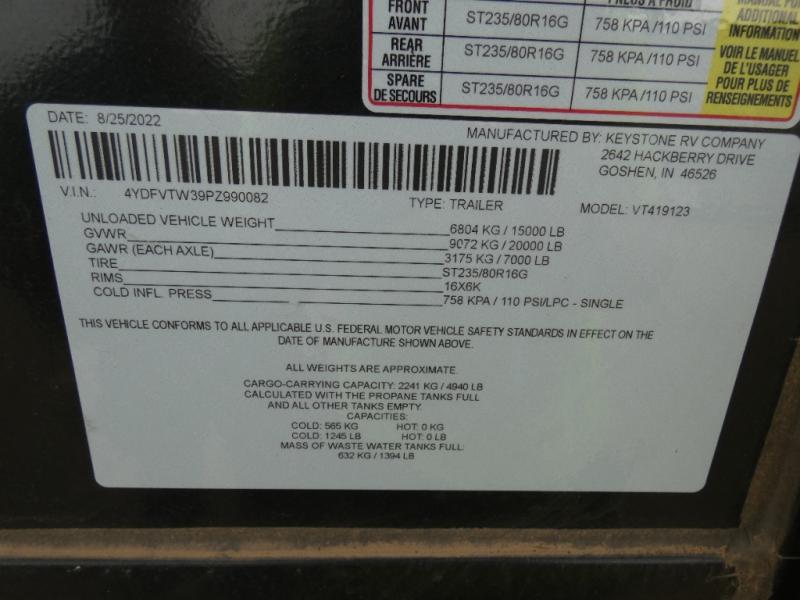 FRONT
AVANT ST235/80R16G 758 KPA /110 PSI
REAR
ARRIÈRE ST235/80R16G 758 KPA /110 PSI
SPARE
DE SECOURS ST235/80R16G 758 KPA /110 PSI
ADDITIONAL
INFORMATION
VOIR LE MANUEL
DE L'USAGER
POUR PLUS DE
RENSEIGNEMENTS
DATE: 8/25/2022
MANUFACTURED BY: KEYSTONE RV COMPANY
2642 HACKBERRY DRIVE
GOSHEN, IN 46526
V.I.N.: 4YDFVTW39PZ990082 TYPE: TRAILER MODEL: VT419123
UNLOADED VEHICLE WEIGHT 6804 KG / 15000 LB
GVWR 9072 KG / 20000 LB
GAWR (EACH AXLE) 3175 KG / 7000 LB
TIRE ST235/80R16G
RIMS 16X6K
COLD INFL. PRESS 758 KPA / 110 PSI/LPC - SINGLE
THIS VEHICLE CONFORMS TO ALL APPLICABLE U.S. FEDERAL MOTOR VEHICLE SAFETY STANDARDS IN EFFECT ON THE
DATE OF MANUFACTURE SHOWN ABOVE.
ALL WEIGHTS ARE APPROXIMATE.
CARGO-CARRYING CAPACITY: 2241 KG / 4940 LB
CALCULATED WITH THE PROPANE TANKS FULL
AND ALL OTHER TANKS EMPTY.
CAPACITIES:
COLD: 565 KG HOT: 0 KG
COLD: 1245 LB HOT: 0 LB
MASS OF WASTE WATER TANKS FULL:
632 KG / 1394 LB